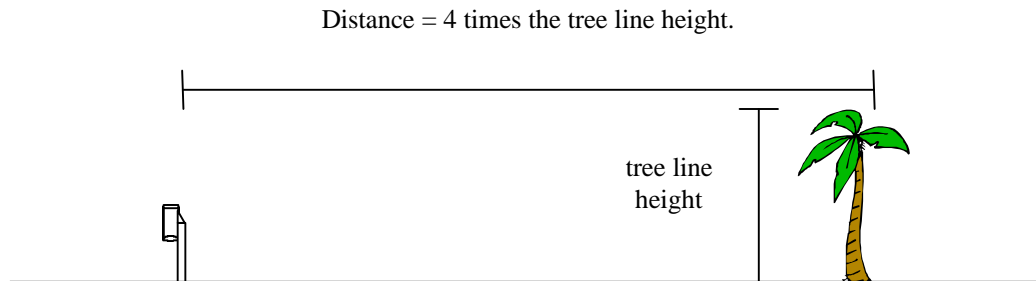 Distance = 4 times the tree line height.
tree line
height